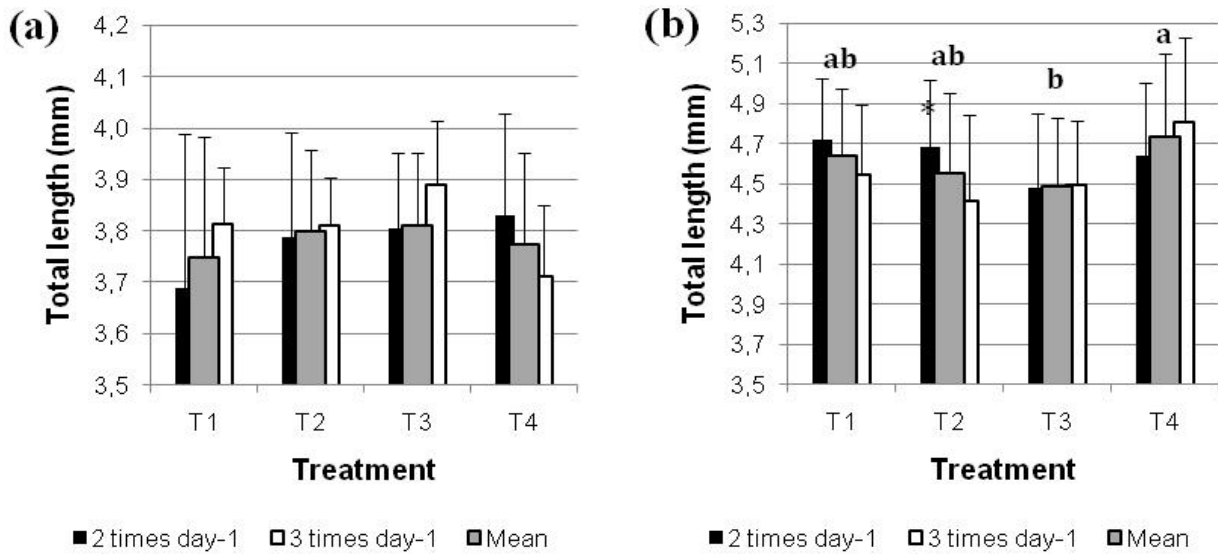 (a)
Total length (mm)
4,2
4,1
4,0
3,9
3,8
3,7
3,6
3,5
T1 T2 T3 T4
Treatment
2 times day-1 3 times day-1 Mean
(b)
Total length (mm)
5,3
5,1
4,9
4,7
4,5
4,3
4,1
3,9
3,7
3,5
ab ab b a
*
T1 T2 T3 T4
Treatment
2 times day-1 3 times day-1 Mean